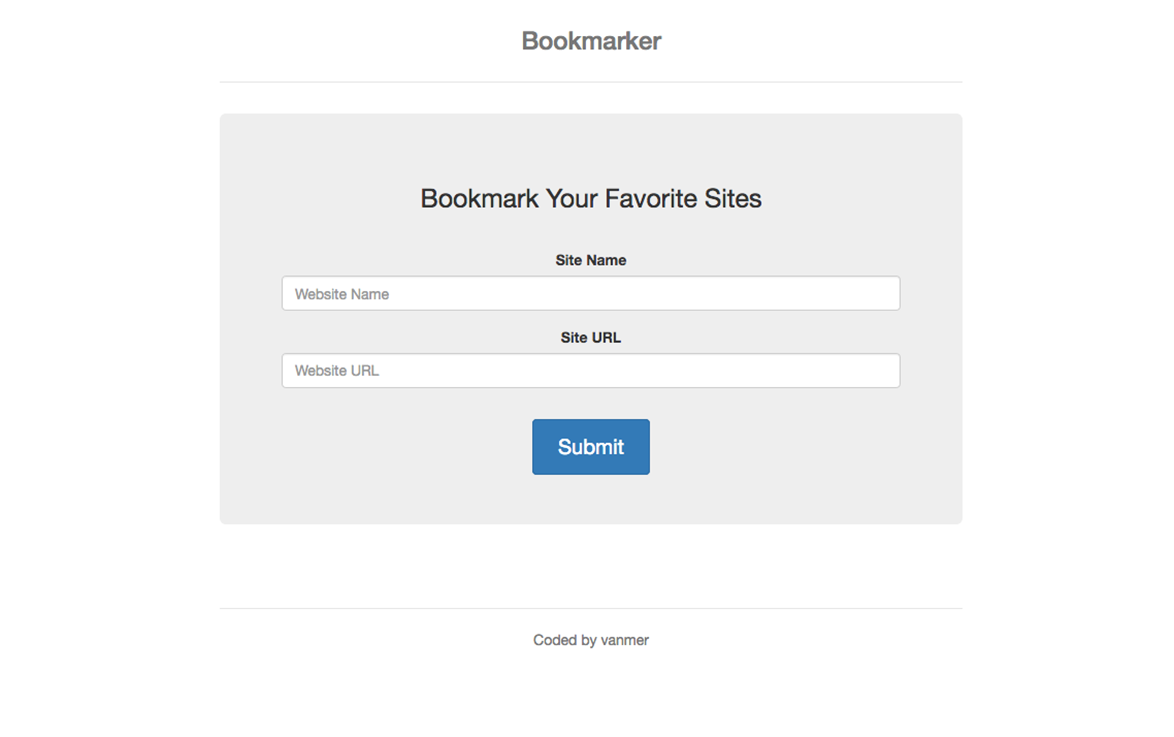 Bookmarker
Bookmark Your Favorite Sites
Site Name
Website Name
Site URL
Website URL
Submit
Coded by vanmer